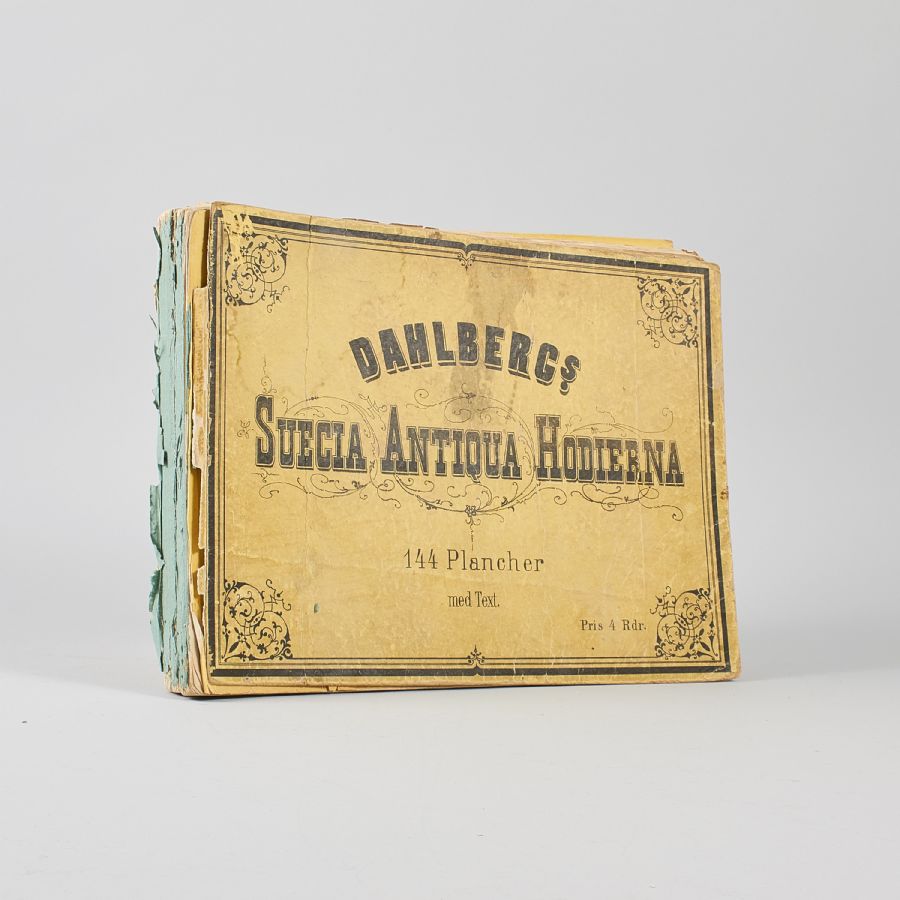 DAHLBERGS
SUECIA ANTIQUA HODIERNA
144 Plancher
med Text.
Pris 4 Rdr.